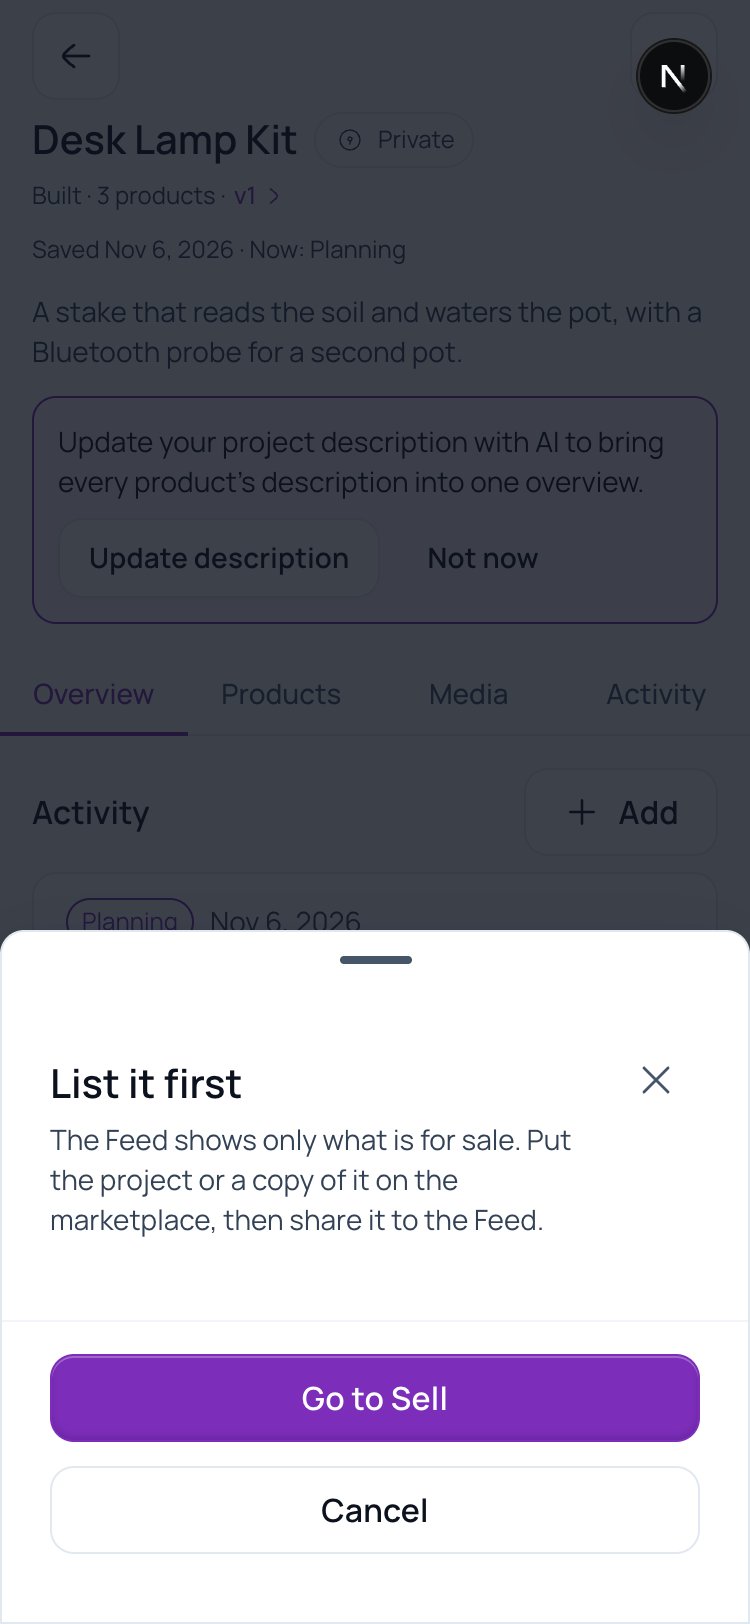 N
Desk Lamp Kit
Private
Built · 3 products · v1
Saved Nov 6, 2026 · Now: Planning
A stake that reads the soil and waters the pot, with a
Bluetooth probe for a second pot.
Update your project description with AI to bring
every product’s description into one overview.
Update description
Not now
Overview
Products
Media
Activity
Activity
Add
Planning
Nov 6, 2026
List it first
The Feed shows only what is for sale. Put
the project or a copy of it on the
marketplace, then share it to the Feed.
Go to Sell
Cancel